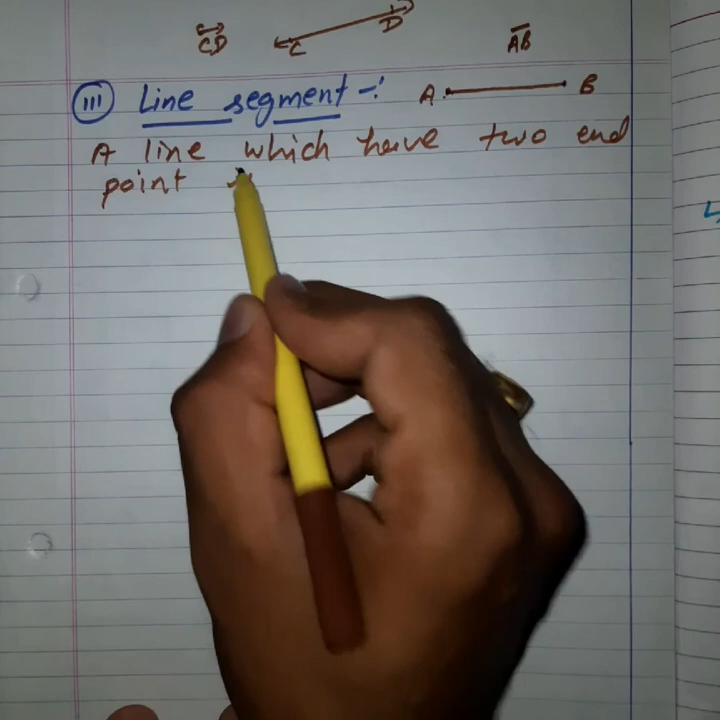 CD C D AB
(iii) Line segment -: A B
A line which have two end
point